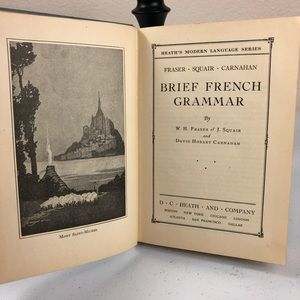 MONT SAINT-MICHEL
HEATH'S MODERN LANGUAGE SERIES
FRASER · SQUAIR · CARNAHAN
BRIEF FRENCH
GRAMMAR
By
W. H. FRASER & J. SQUAIR
and
DAVID HOBART CARNAHAN
D · C · HEATH · AND · COMPANY
BOSTON NEW YORK CHICAGO LONDON
ATLANTA SAN FRANCISCO DALLAS